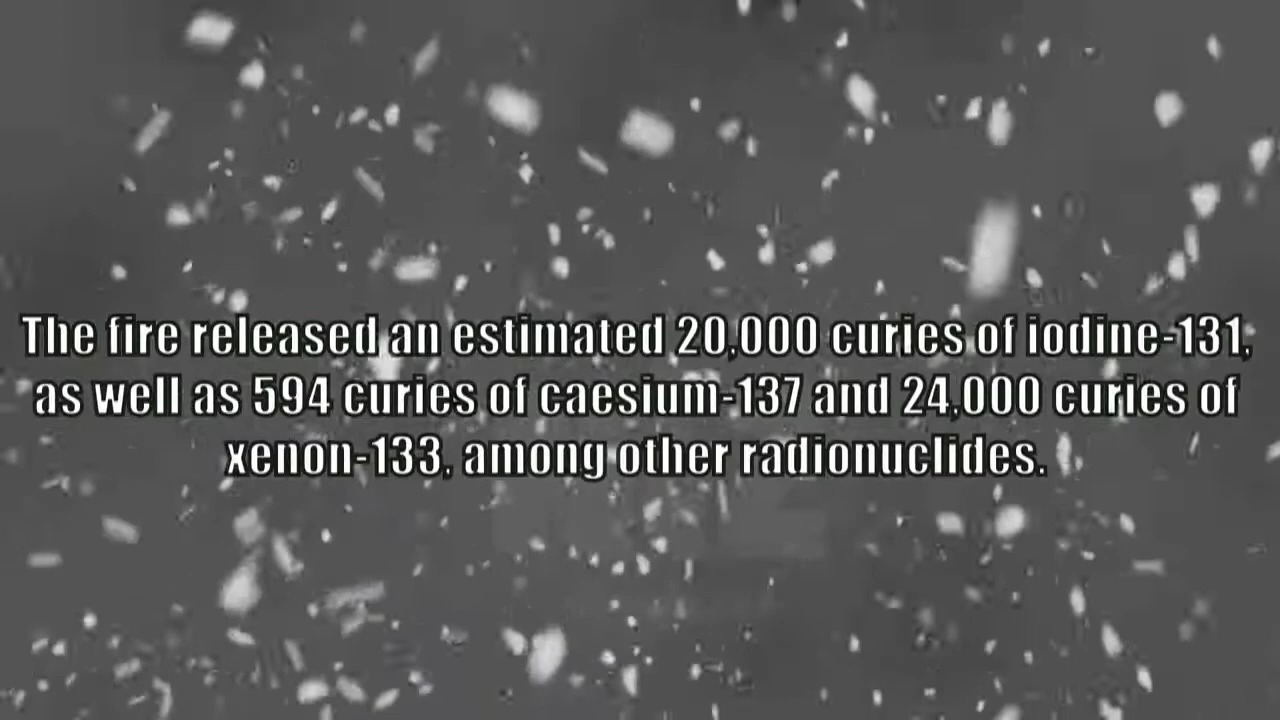 The fire released an estimated 20,000 curies of iodine-131,
as well as 594 curies of caesium-137 and 24,000 curies of
xenon-133, among other radionuclides.